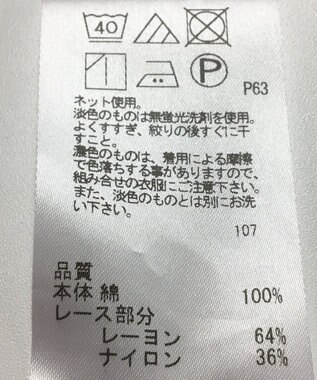 40
P
P63
ネット使用。
淡色のものは無蛍光洗剤を使用。
よくすすぎ、絞りの後すぐに干
すこと。
濃色のものは、着用による摩擦
で色落ちする事がありますので、
組み合せの衣服にご注意下さい。
また、淡色のものとは別にお洗
い下さい。
107
品質
本体 綿 100%
レース部分
レーヨン 64%
ナイロン 36%